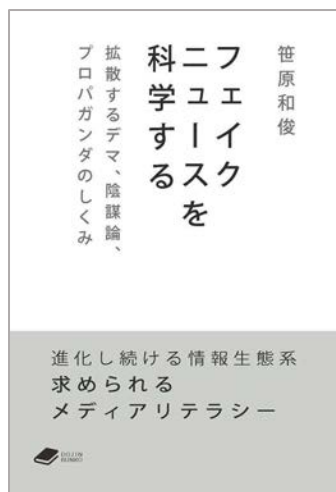 笹原和俊
フェイク
ニュースを
科学する
拡散するデマ、陰謀論、
プロパガンダのしくみ
進化し続ける情報生態系
求められる
メディアリテラシー
DOJIN
BUNKO